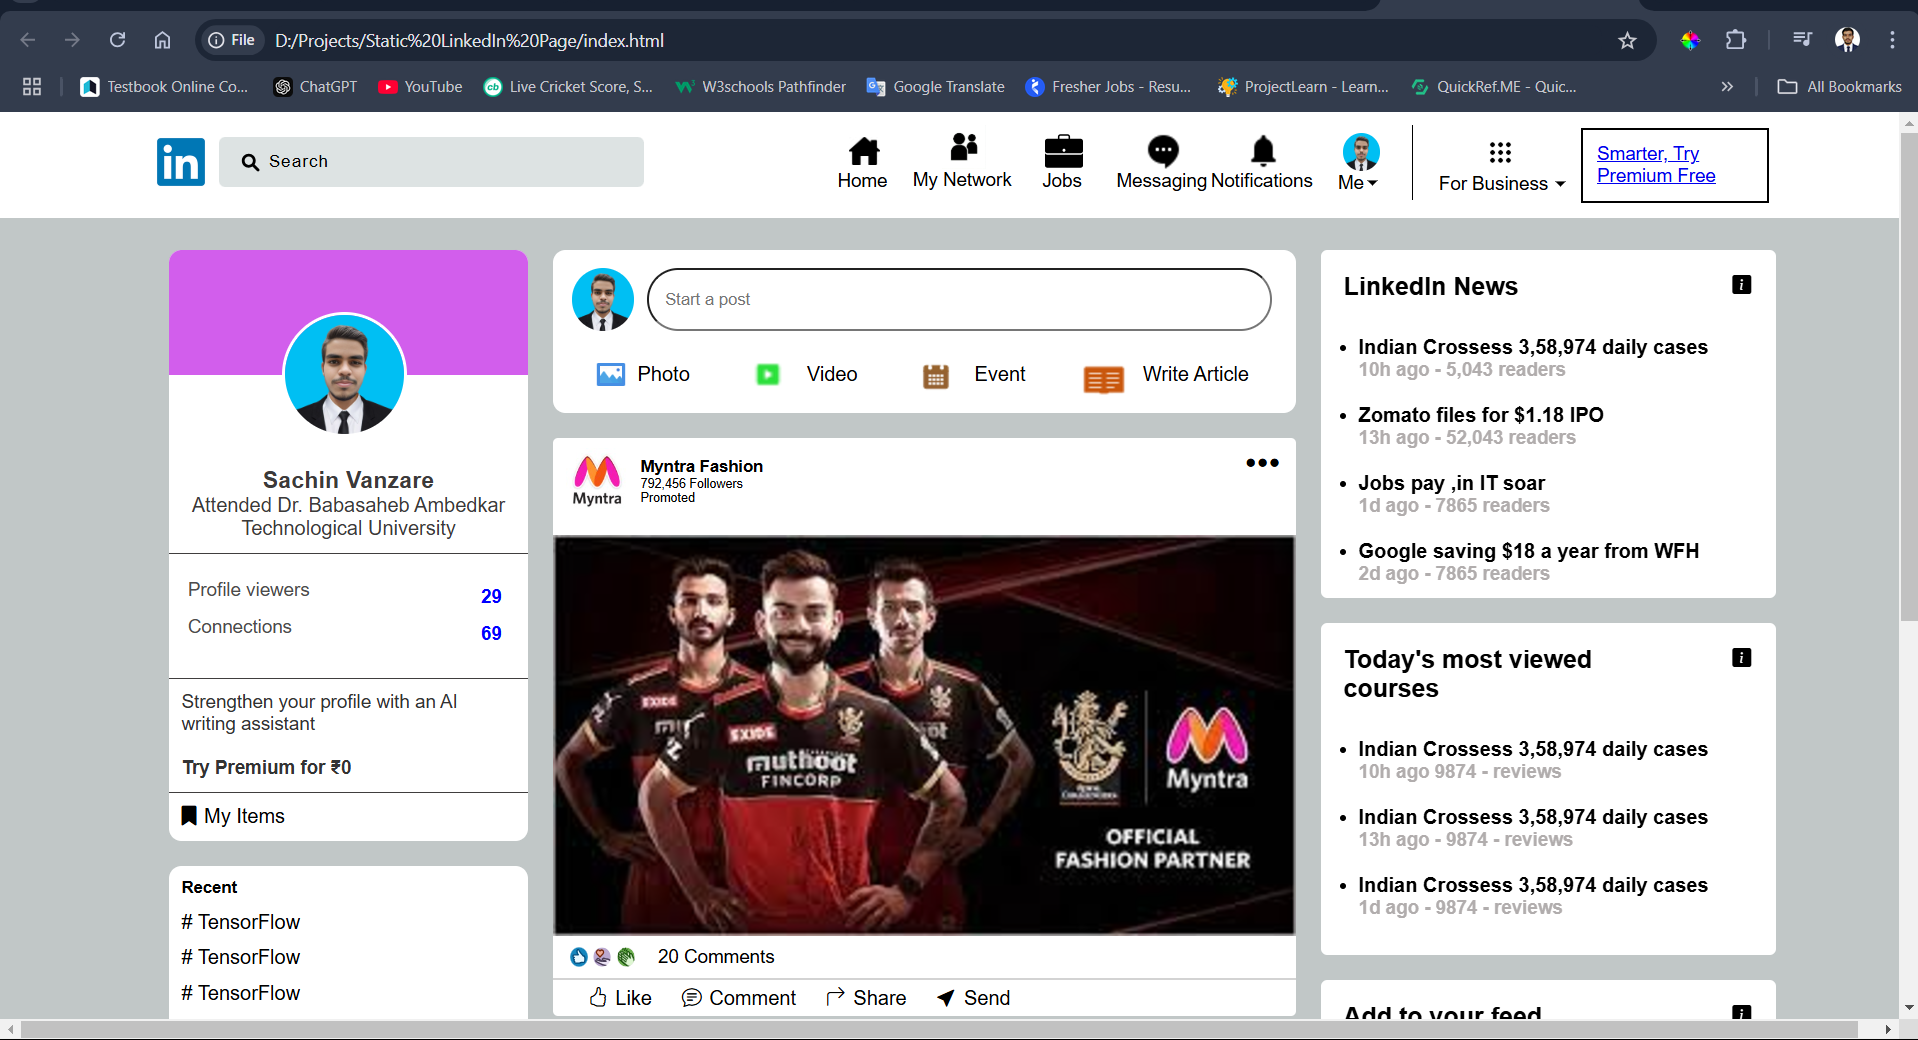 File
D:/Projects/Static%20LinkedIn%20Page/index.html
Testbook Online Co...
ChatGPT
YouTube
Live Cricket Score, S...
W3schools Pathfinder
Google Translate
Fresher Jobs - Resu...
ProjectLearn - Learn...
QuickRef.ME - Quic...
All Bookmarks
in
Search
Home
My Network
Jobs
Messaging
Notifications
Me
For Business
Smarter, Try
Premium Free
Sachin Vanzare
Attended Dr. Babasaheb Ambedkar
Technological University
Profile viewers 29
Connections 69
Strengthen your profile with an AI
writing assistant
Try Premium for ₹0
My Items
Recent
# TensorFlow
# TensorFlow
# TensorFlow
Start a post
Photo
Video
Event
Write Article
Myntra
Myntra Fashion
792,456 Followers
Promoted
EXIDE
EXIDE
muthoot
FINCORP
Myntra
OFFICIAL
FASHION PARTNER
20 Comments
Like
Comment
Share
Send
LinkedIn News
Indian Crossess 3,58,974 daily cases
10h ago - 5,043 readers
Zomato files for $1.18 IPO
13h ago - 52,043 readers
Jobs pay ,in IT soar
1d ago - 7865 readers
Google saving $18 a year from WFH
2d ago - 7865 readers
Today's most viewed
courses
Indian Crossess 3,58,974 daily cases
10h ago 9874 - reviews
Indian Crossess 3,58,974 daily cases
13h ago - 9874 - reviews
Indian Crossess 3,58,974 daily cases
1d ago - 9874 - reviews
Add to your feed